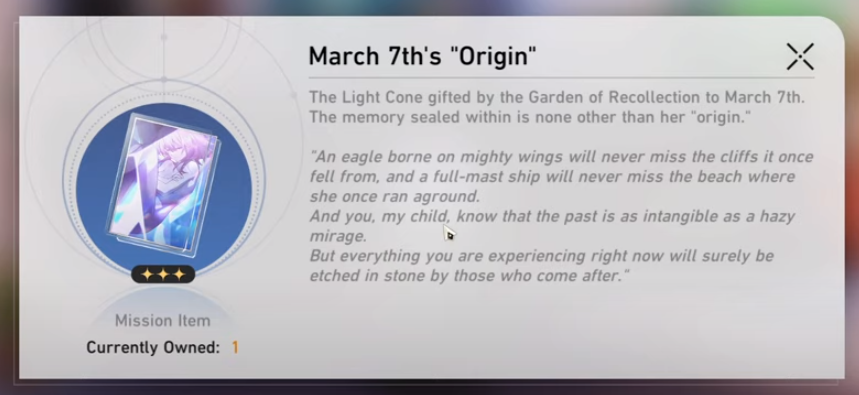 March 7th's "Origin"
The Light Cone gifted by the Garden of Recollection to March 7th.
The memory sealed within is none other than her "origin."
"An eagle borne on mighty wings will never miss the cliffs it once
fell from, and a full-mast ship will never miss the beach where
she once ran aground.
And you, my child, know that the past is as intangible as a hazy
mirage.
But everything you are experiencing right now will surely be
etched in stone by those who come after."
Mission Item
Currently Owned: 1